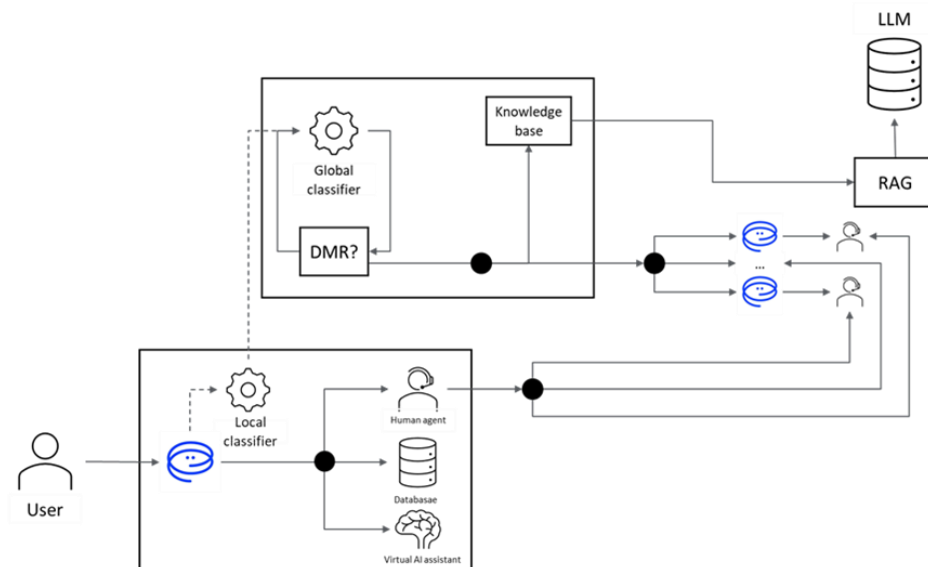 LLM
Knowledge
base
Global
classifier
RAG
DMR?
...
Human agent
Local
classifier
User
Databasae
Virtual AI assistant